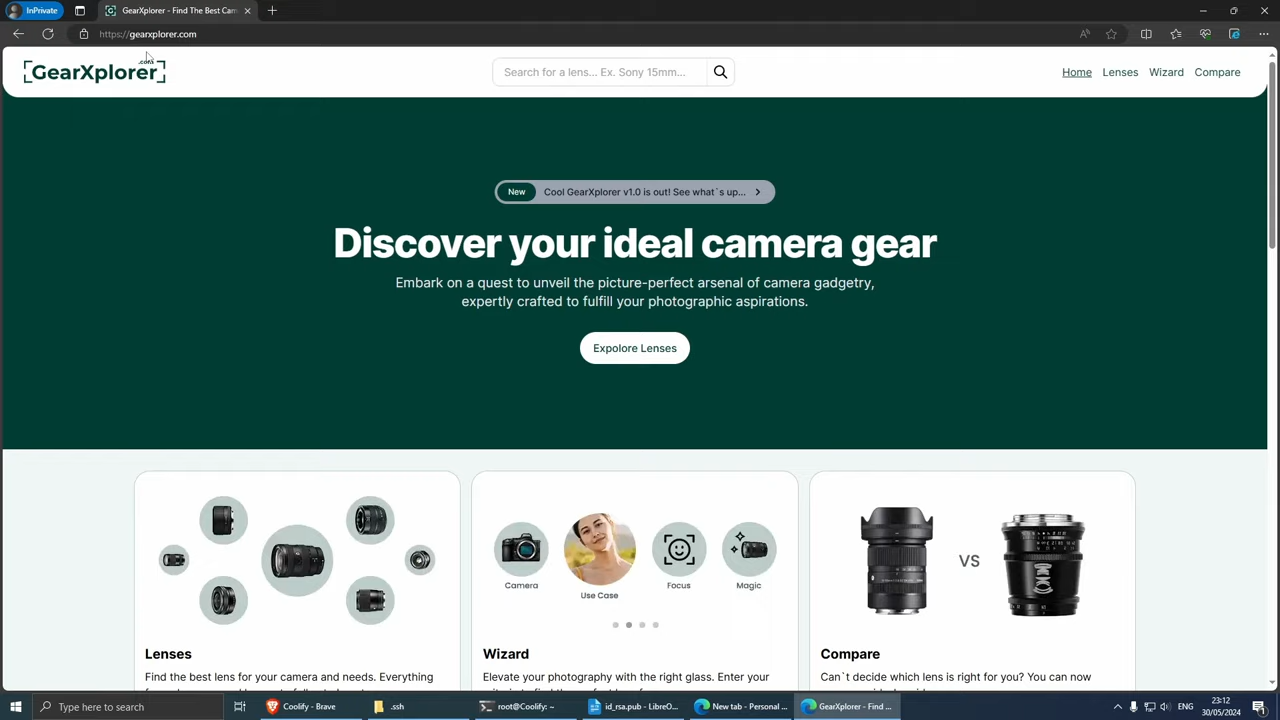 InPrivate
GearXplorer - Find The Best Cam
https://gearxplorer.com
GearXplorer
.com
Search for a lens... Ex. Sony 15mm...
Home
Lenses
Wizard
Compare
New
Cool GearXplorer v1.0 is out! See what`s up...
Discover your ideal camera gear
Embark on a quest to unveil the picture-perfect arsenal of camera gadgetry,
expertly crafted to fulfill your photographic aspirations.
Expolore Lenses
Camera
Use Case
Focus
Magic
VS
Lenses
Find the best lens for your camera and needs. Everything
Wizard
Elevate your photography with the right glass. Enter your
Compare
Can`t decide which lens is right for you? You can now
Type here to search
Coolify - Brave
.ssh
root@Coolify: ~
id_rsa.pub - LibreO...
New tab - Personal ...
GearXplorer - Find ...
ENG
23:12
30/05/2024